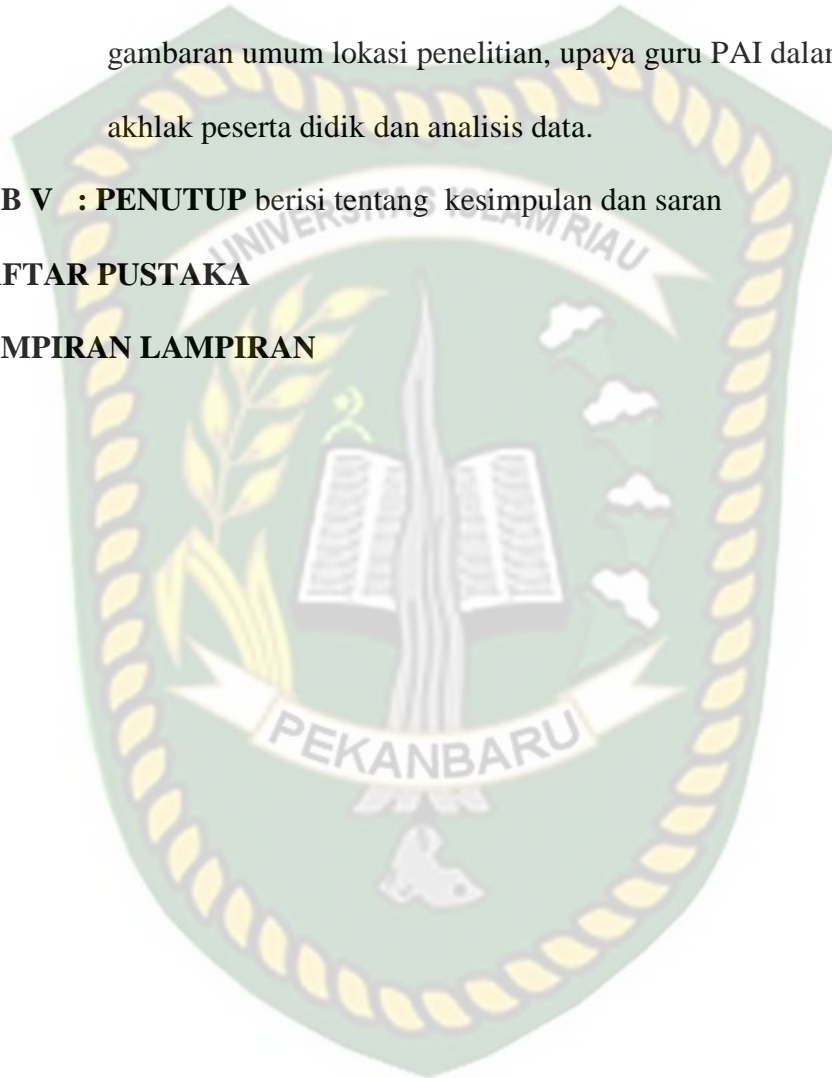 gambaran umum lokasi penelitian, upaya guru PAI dalam
akhlak peserta didik dan analisis data.
B V : PENUTUP berisi tentang kesimpulan dan saran
UNIVERSITAS ISLAM RIAU
FTAR PUSTAKA
MPIRAN LAMPIRAN
PEKANBARU